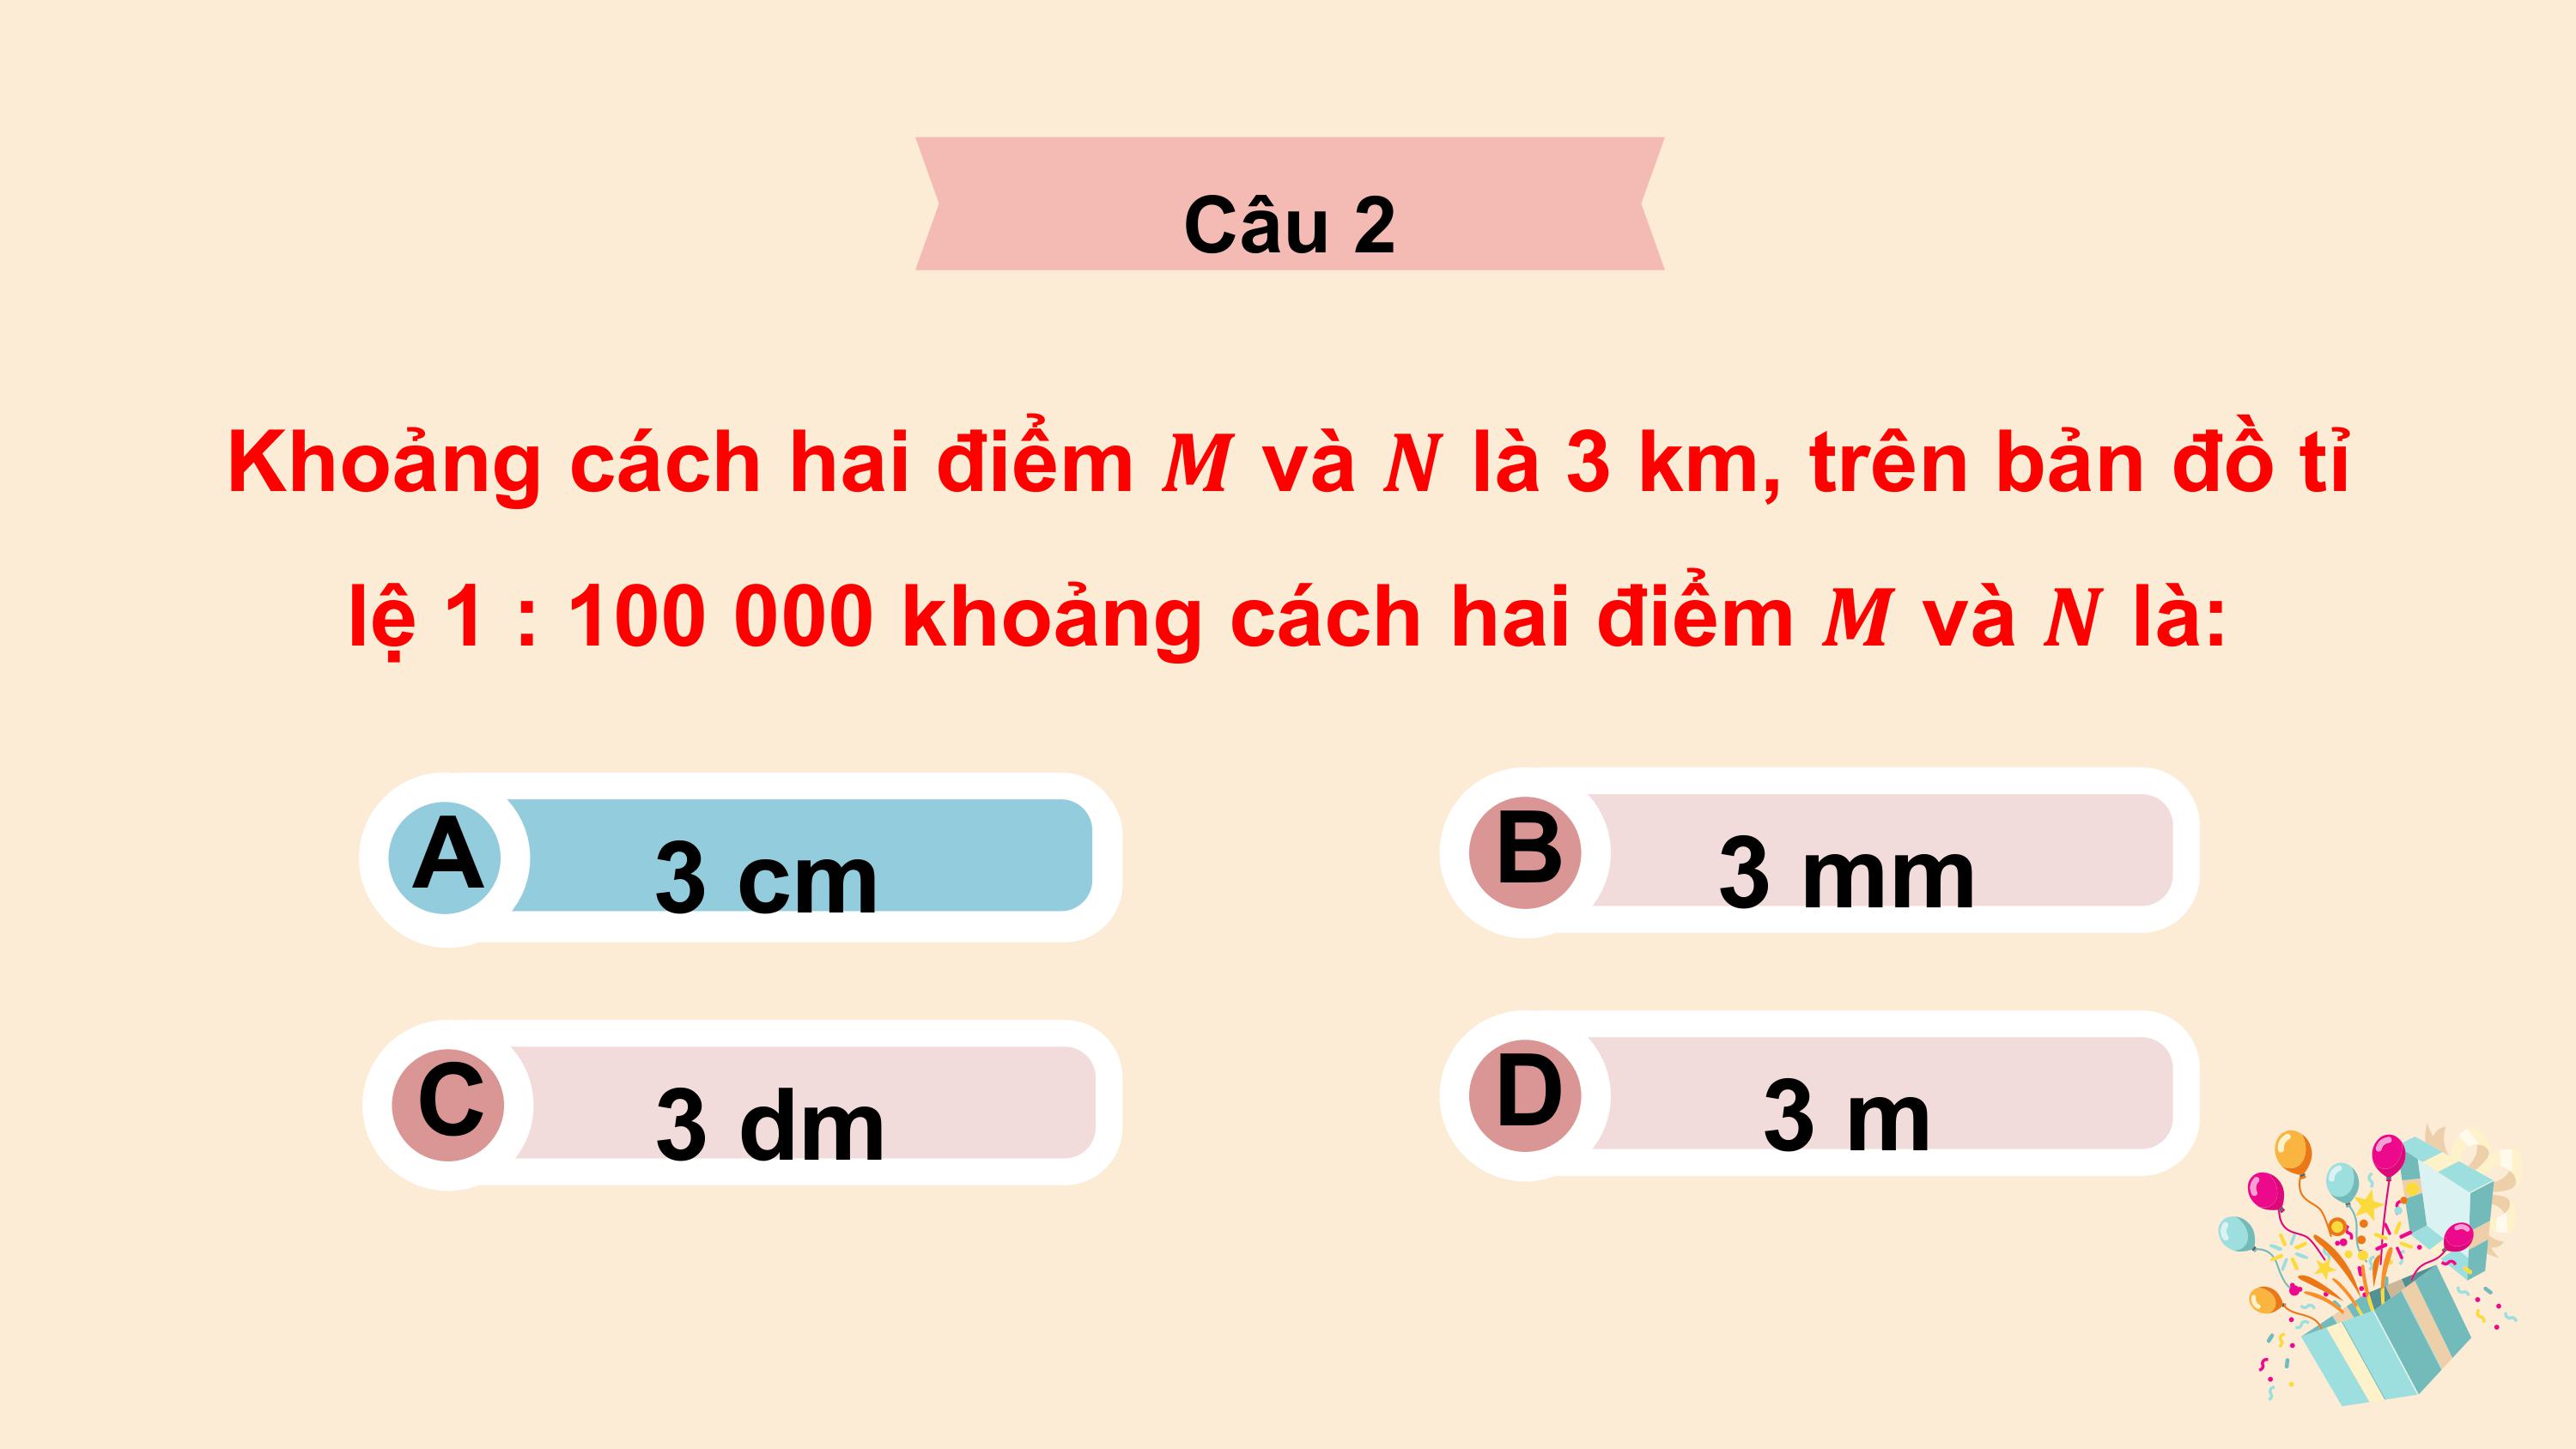 Câu 2
Khoảng cách hai điểm M và N là 3 km, trên bản đồ tỉ
lệ 1 : 100 000 khoảng cách hai điểm M và N là:
A 3 cm
B 3 mm
C 3 dm
D 3 m